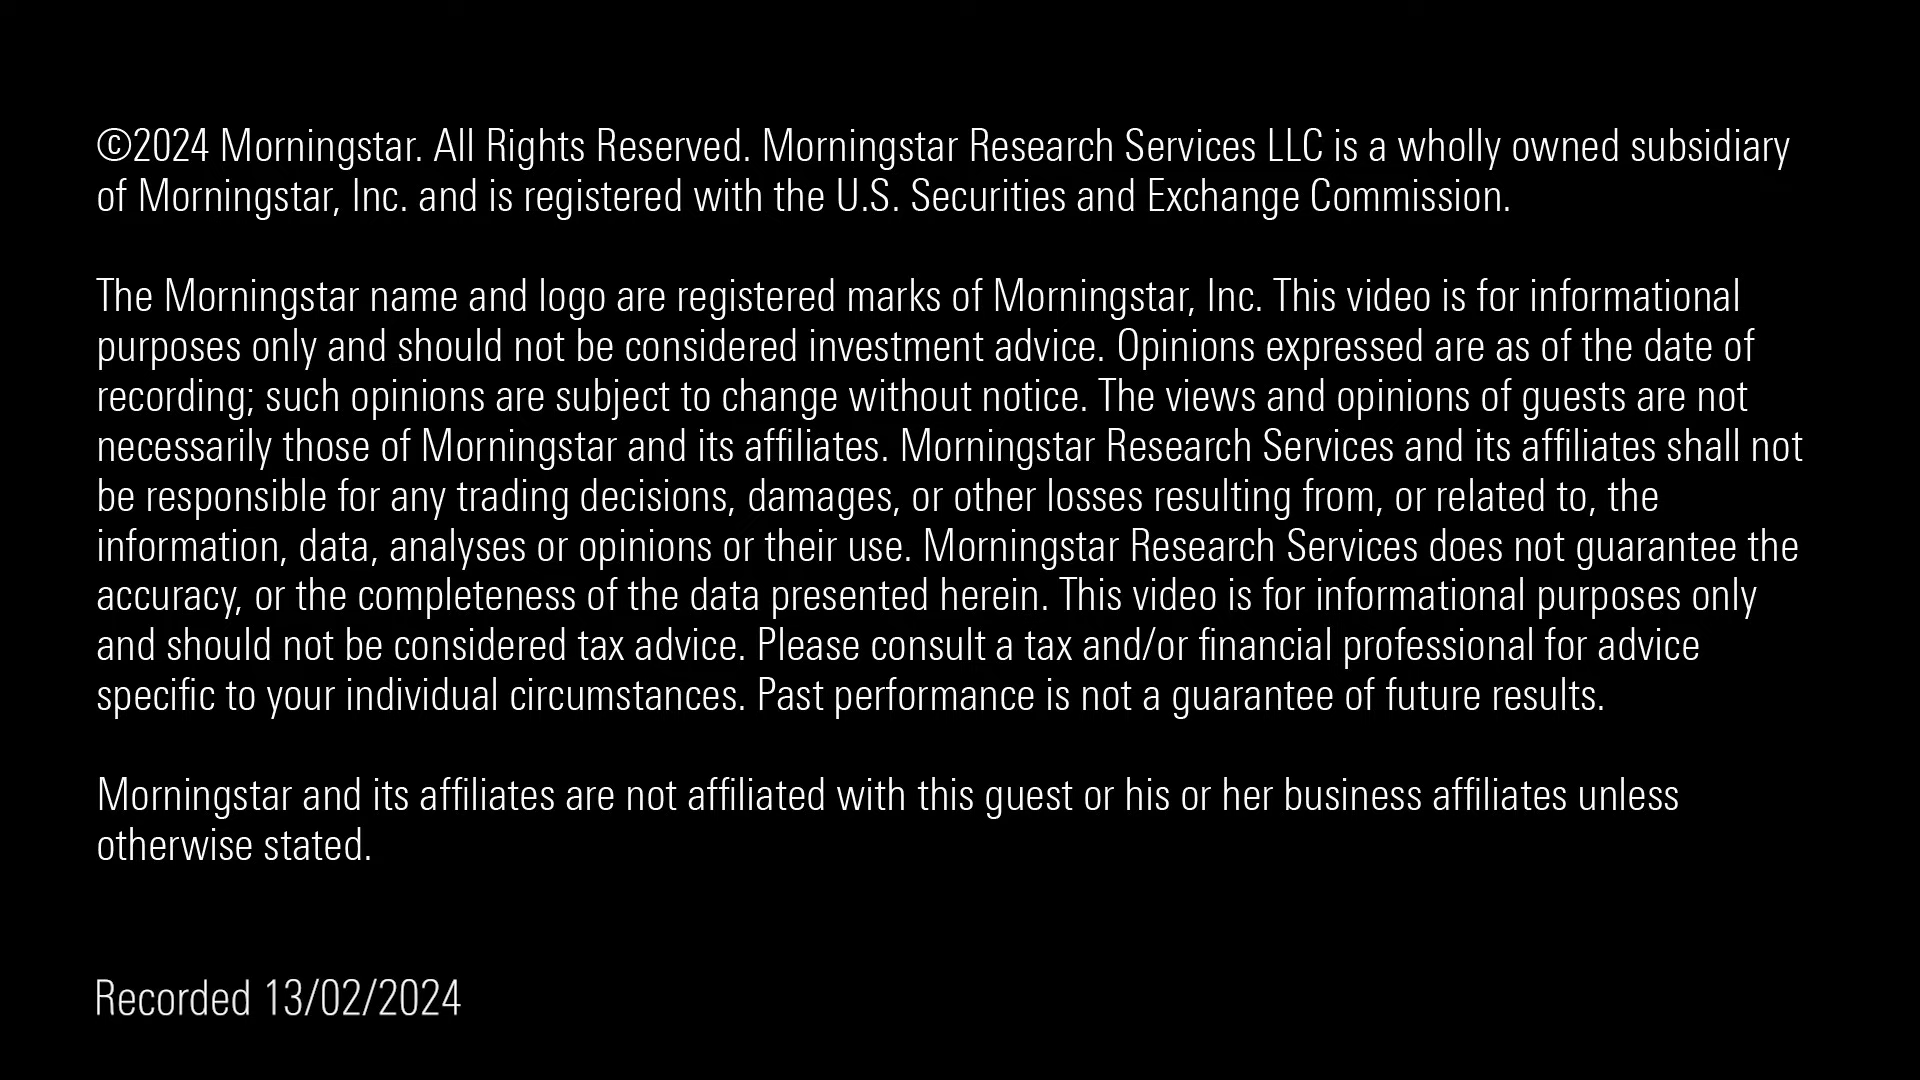 ©2024 Morningstar. All Rights Reserved. Morningstar Research Services LLC is a wholly owned subsidiary
of Morningstar, Inc. and is registered with the U.S. Securities and Exchange Commission.
The Morningstar name and logo are registered marks of Morningstar, Inc. This video is for informational
purposes only and should not be considered investment advice. Opinions expressed are as of the date of
recording; such opinions are subject to change without notice. The views and opinions of guests are not
necessarily those of Morningstar and its affiliates. Morningstar Research Services and its affiliates shall not
be responsible for any trading decisions, damages, or other losses resulting from, or related to, the
information, data, analyses or opinions or their use. Morningstar Research Services does not guarantee the
accuracy, or the completeness of the data presented herein. This video is for informational purposes only
and should not be considered tax advice. Please consult a tax and/or financial professional for advice
specific to your individual circumstances. Past performance is not a guarantee of future results.
Morningstar and its affiliates are not affiliated with this guest or his or her business affiliates unless
otherwise stated.
Recorded 13/02/2024